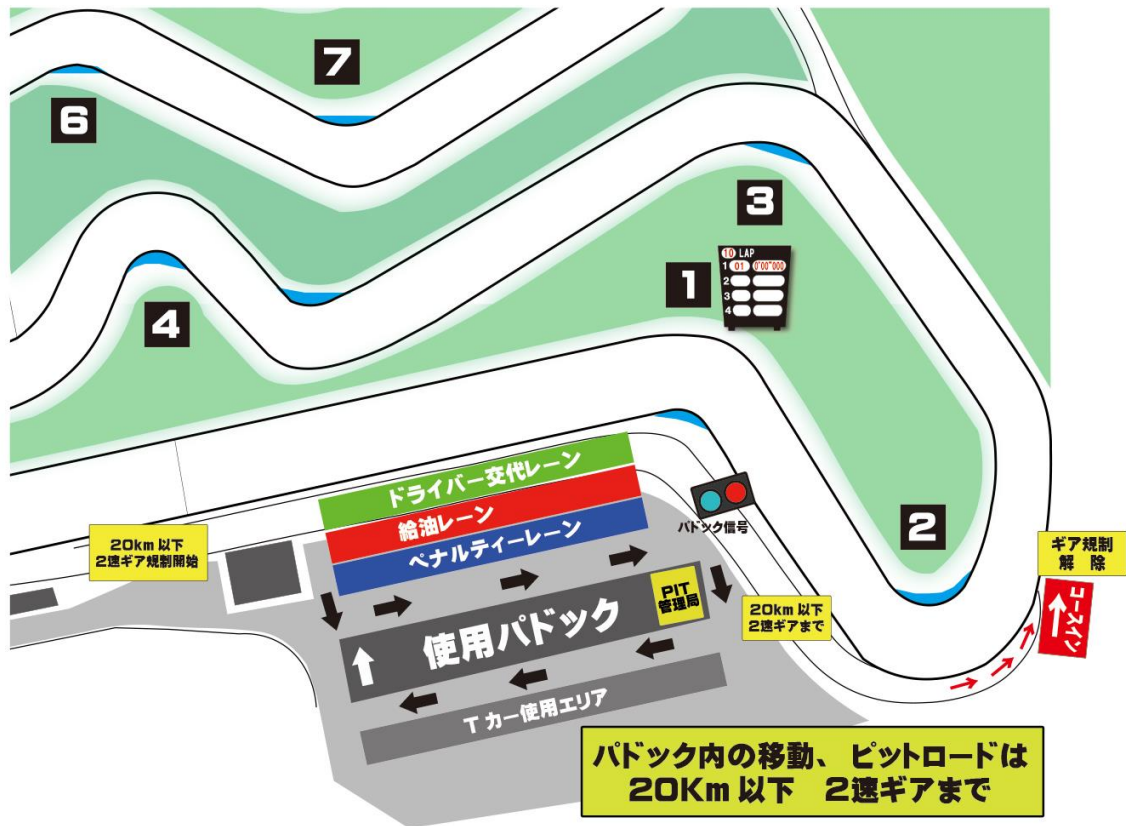 7
6
3
10 LAP
1 01 0'00"000
2
3
4
1
4
ドライバー交代レーン
給油レーン
ペナルティーレーン
パドック信号
2
20km 以下
2速ギア規制開始
ギア規制
解 除
コースイン
PIT
管理局
20km 以下
2速ギアまで
使用パドック
T カー使用エリア
パドック内の移動、ピットロードは
20Km 以下 2速ギアまで